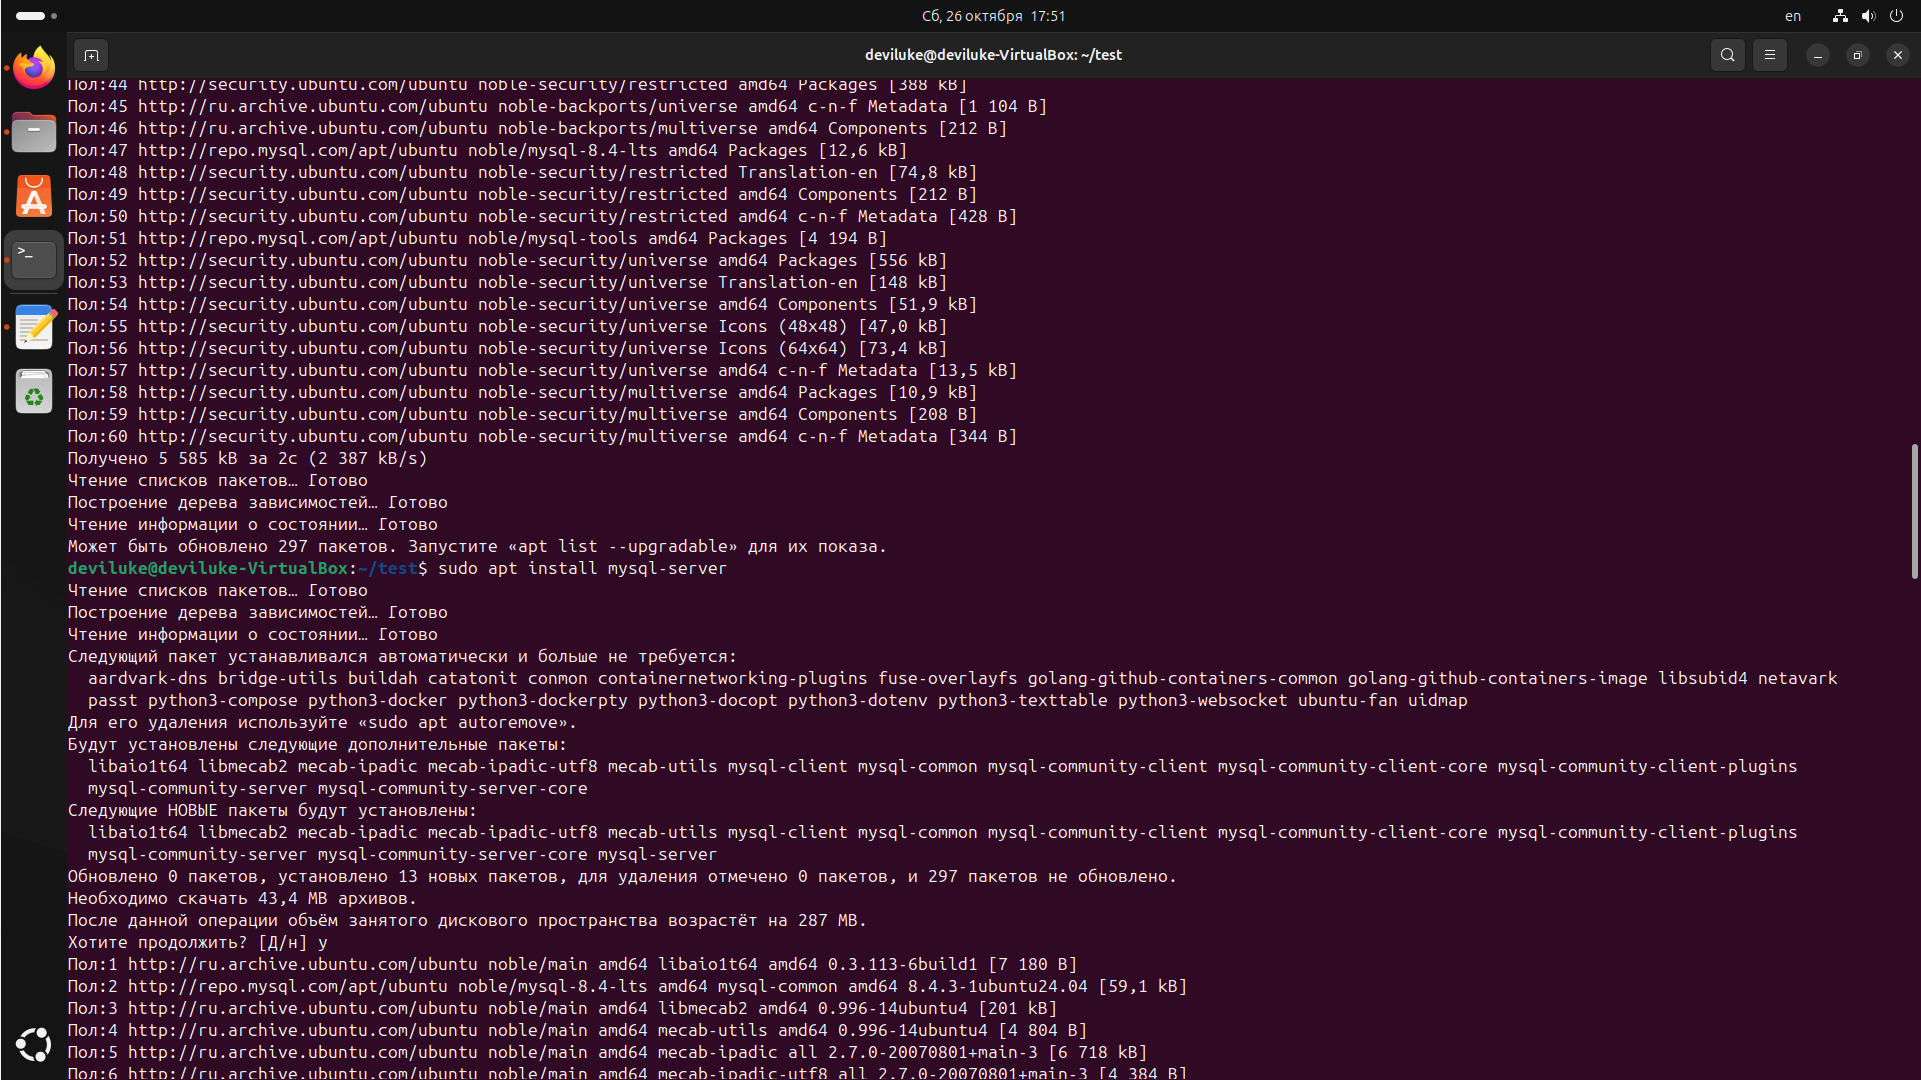 Сб, 26 октября 17:51
en
deviluke@deviluke-VirtualBox: ~/test
Пол:44 http://security.ubuntu.com/ubuntu noble-security/restricted amd64 Packages [388 kB]
Пол:45 http://ru.archive.ubuntu.com/ubuntu noble-backports/universe amd64 c-n-f Metadata [1 104 B]
Пол:46 http://ru.archive.ubuntu.com/ubuntu noble-backports/multiverse amd64 Components [212 B]
Пол:47 http://repo.mysql.com/apt/ubuntu noble/mysql-8.4-lts amd64 Packages [12,6 kB]
Пол:48 http://security.ubuntu.com/ubuntu noble-security/restricted Translation-en [74,8 kB]
Пол:49 http://security.ubuntu.com/ubuntu noble-security/restricted amd64 Components [212 B]
Пол:50 http://security.ubuntu.com/ubuntu noble-security/restricted amd64 c-n-f Metadata [428 B]
Пол:51 http://repo.mysql.com/apt/ubuntu noble/mysql-tools amd64 Packages [4 194 B]
Пол:52 http://security.ubuntu.com/ubuntu noble-security/universe amd64 Packages [556 kB]
Пол:53 http://security.ubuntu.com/ubuntu noble-security/universe Translation-en [148 kB]
Пол:54 http://security.ubuntu.com/ubuntu noble-security/universe amd64 Components [51,9 kB]
Пол:55 http://security.ubuntu.com/ubuntu noble-security/universe Icons (48x48) [47,0 kB]
Пол:56 http://security.ubuntu.com/ubuntu noble-security/universe Icons (64x64) [73,4 kB]
Пол:57 http://security.ubuntu.com/ubuntu noble-security/universe amd64 c-n-f Metadata [13,5 kB]
Пол:58 http://security.ubuntu.com/ubuntu noble-security/multiverse amd64 Packages [10,9 kB]
Пол:59 http://security.ubuntu.com/ubuntu noble-security/multiverse amd64 Components [208 B]
Пол:60 http://security.ubuntu.com/ubuntu noble-security/multiverse amd64 c-n-f Metadata [344 B]
Получено 5 585 kB за 2с (2 387 kB/s)
Чтение списков пакетов… Готово
Построение дерева зависимостей… Готово
Чтение информации о состоянии… Готово
Может быть обновлено 297 пакетов. Запустите «apt list --upgradable» для их показа.
deviluke@deviluke-VirtualBox:~/test$ sudo apt install mysql-server
Чтение списков пакетов… Готово
Построение дерева зависимостей… Готово
Чтение информации о состоянии… Готово
Следующий пакет устанавливался автоматически и больше не требуется:
aardvark-dns bridge-utils buildah catatonit conmon containernetworking-plugins fuse-overlayfs golang-github-containers-common golang-github-containers-image libsubid4 netavark
passt python3-compose python3-docker python3-dockerpty python3-docopt python3-dotenv python3-texttable python3-websocket ubuntu-fan uidmap
Для его удаления используйте «sudo apt autoremove».
Будут установлены следующие дополнительные пакеты:
libaio1t64 libmecab2 mecab-ipadic mecab-ipadic-utf8 mecab-utils mysql-client mysql-common mysql-community-client mysql-community-client-core mysql-community-client-plugins
mysql-community-server mysql-community-server-core
Следующие НОВЫЕ пакеты будут установлены:
libaio1t64 libmecab2 mecab-ipadic mecab-ipadic-utf8 mecab-utils mysql-client mysql-common mysql-community-client mysql-community-client-core mysql-community-client-plugins
mysql-community-server mysql-community-server-core mysql-server
Обновлено 0 пакетов, установлено 13 новых пакетов, для удаления отмечено 0 пакетов, и 297 пакетов не обновлено.
Необходимо скачать 43,4 MB архивов.
После данной операции объём занятого дискового пространства возрастёт на 287 MB.
Хотите продолжить? [Д/н] y
Пол:1 http://ru.archive.ubuntu.com/ubuntu noble/main amd64 libaio1t64 amd64 0.3.113-6build1 [7 180 B]
Пол:2 http://repo.mysql.com/apt/ubuntu noble/mysql-8.4-lts amd64 mysql-common amd64 8.4.3-1ubuntu24.04 [59,1 kB]
Пол:3 http://ru.archive.ubuntu.com/ubuntu noble/main amd64 libmecab2 amd64 0.996-14ubuntu4 [201 kB]
Пол:4 http://ru.archive.ubuntu.com/ubuntu noble/main amd64 mecab-utils amd64 0.996-14ubuntu4 [4 804 B]
Пол:5 http://ru.archive.ubuntu.com/ubuntu noble/main amd64 mecab-ipadic all 2.7.0-20070801+main-3 [6 718 kB]
Пол:6 http://ru.archive.ubuntu.com/ubuntu noble/main amd64 mecab-ipadic-utf8 all 2.7.0-20070801+main-3 [4 384 B]